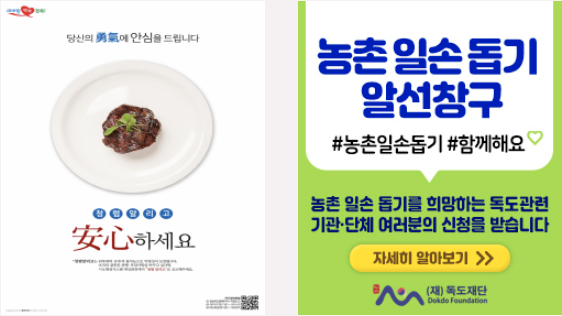 당신의 勇氣에 안심을 드립니다
청렴알리고
安心하세요
농촌 일손 돕기
알선창구
#농촌일손돕기 #함께해요
농촌 일손 돕기를 희망하는 독도관련
기관·단체 여러분의 신청을 받습니다
자세히 알아보기
(재) 독도재단
Dokdo Foundation